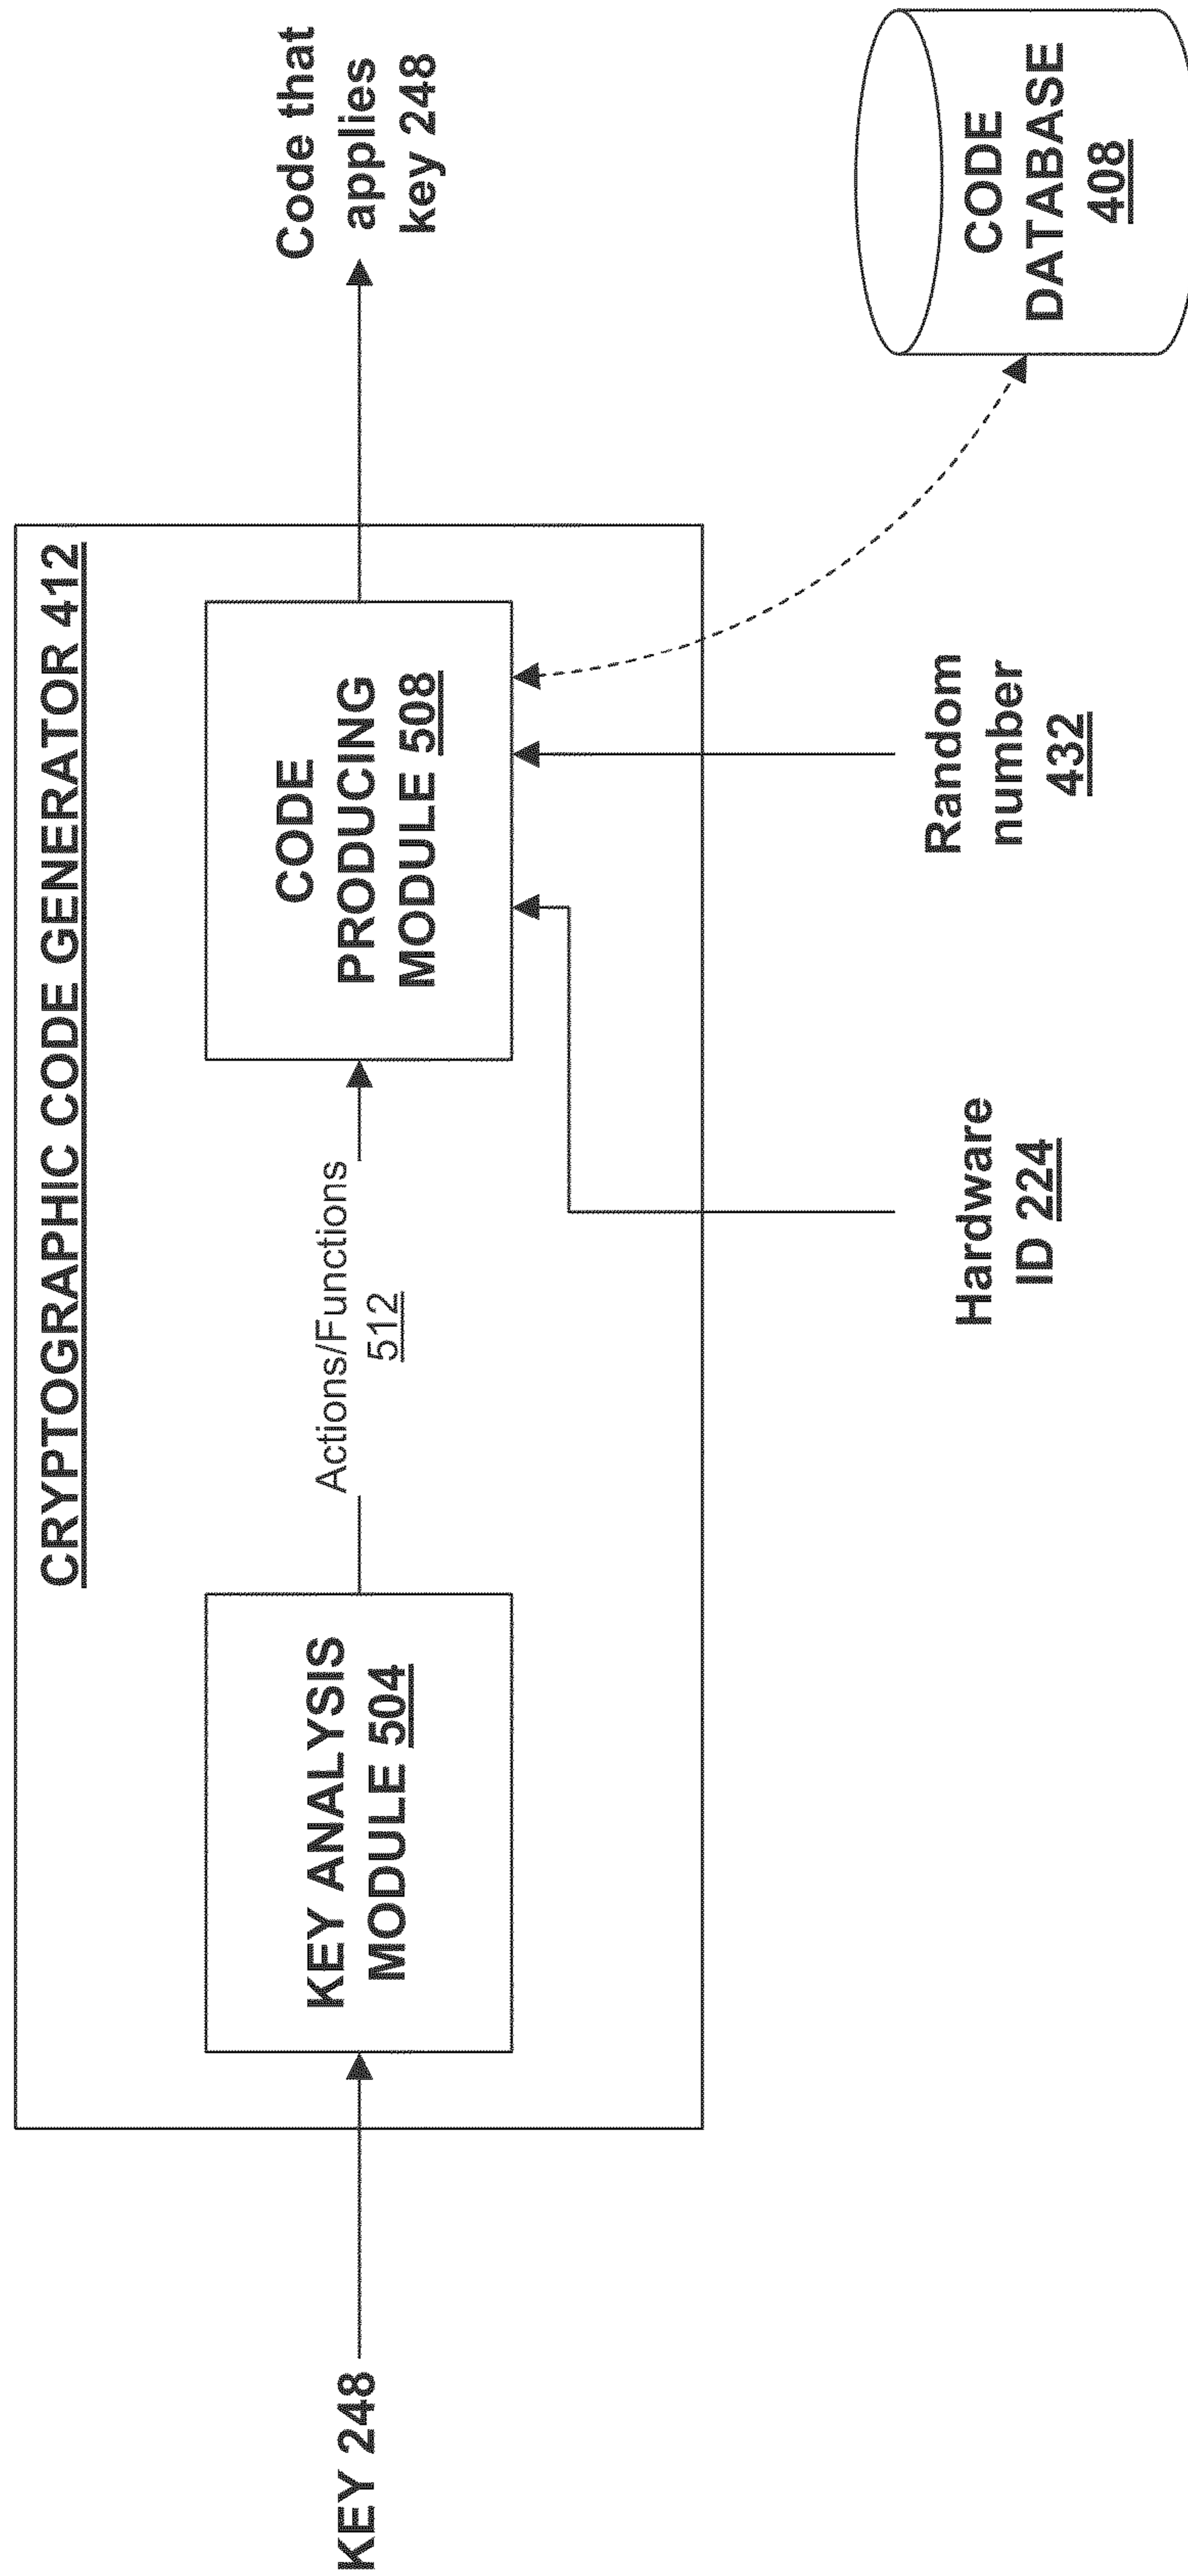 CRYPTOGRAPHIC CODE GENERATOR 412
KEY 248
KEY ANALYSIS
MODULE 504
Actions/Functions
512
CODE
PRODUCING
MODULE 508
Code that
applies
key 248
Hardware
ID 224
Random
number
432
CODE
DATABASE
408